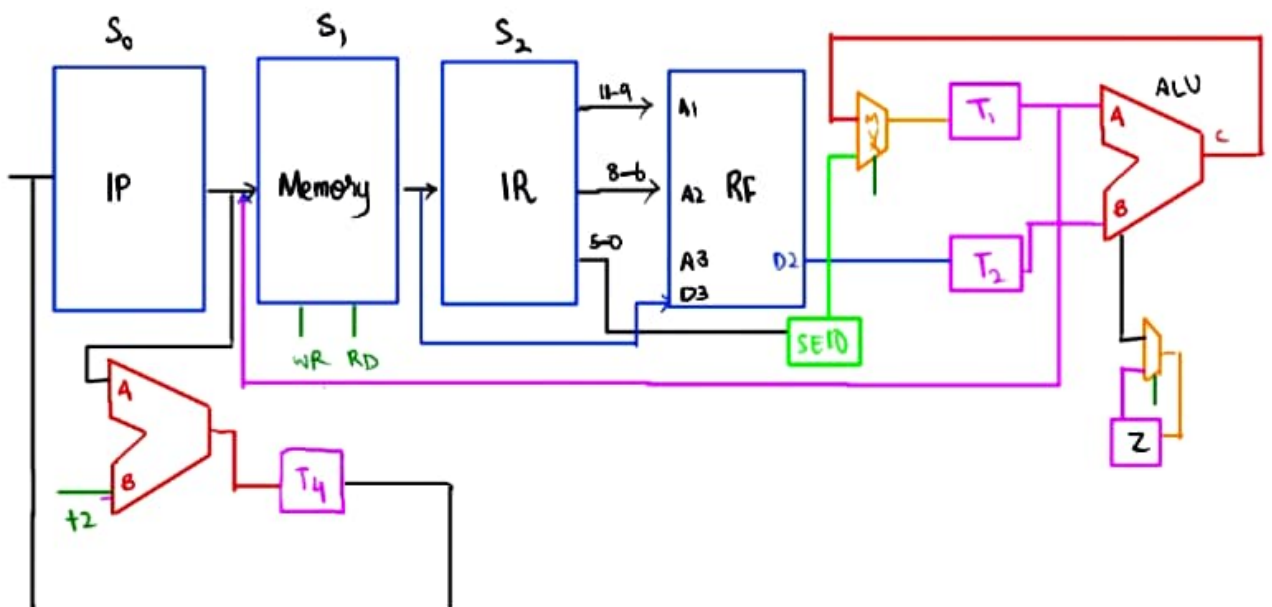 S₀
S₁
S₂
IP
Memory
IR
RF
11-9
8-6
5-0
A1
A2
A3
D3
D2
WR
RD
SE10
MUX
T₁
T₂
ALU
A
B
C
Z
A
B
+2
T4